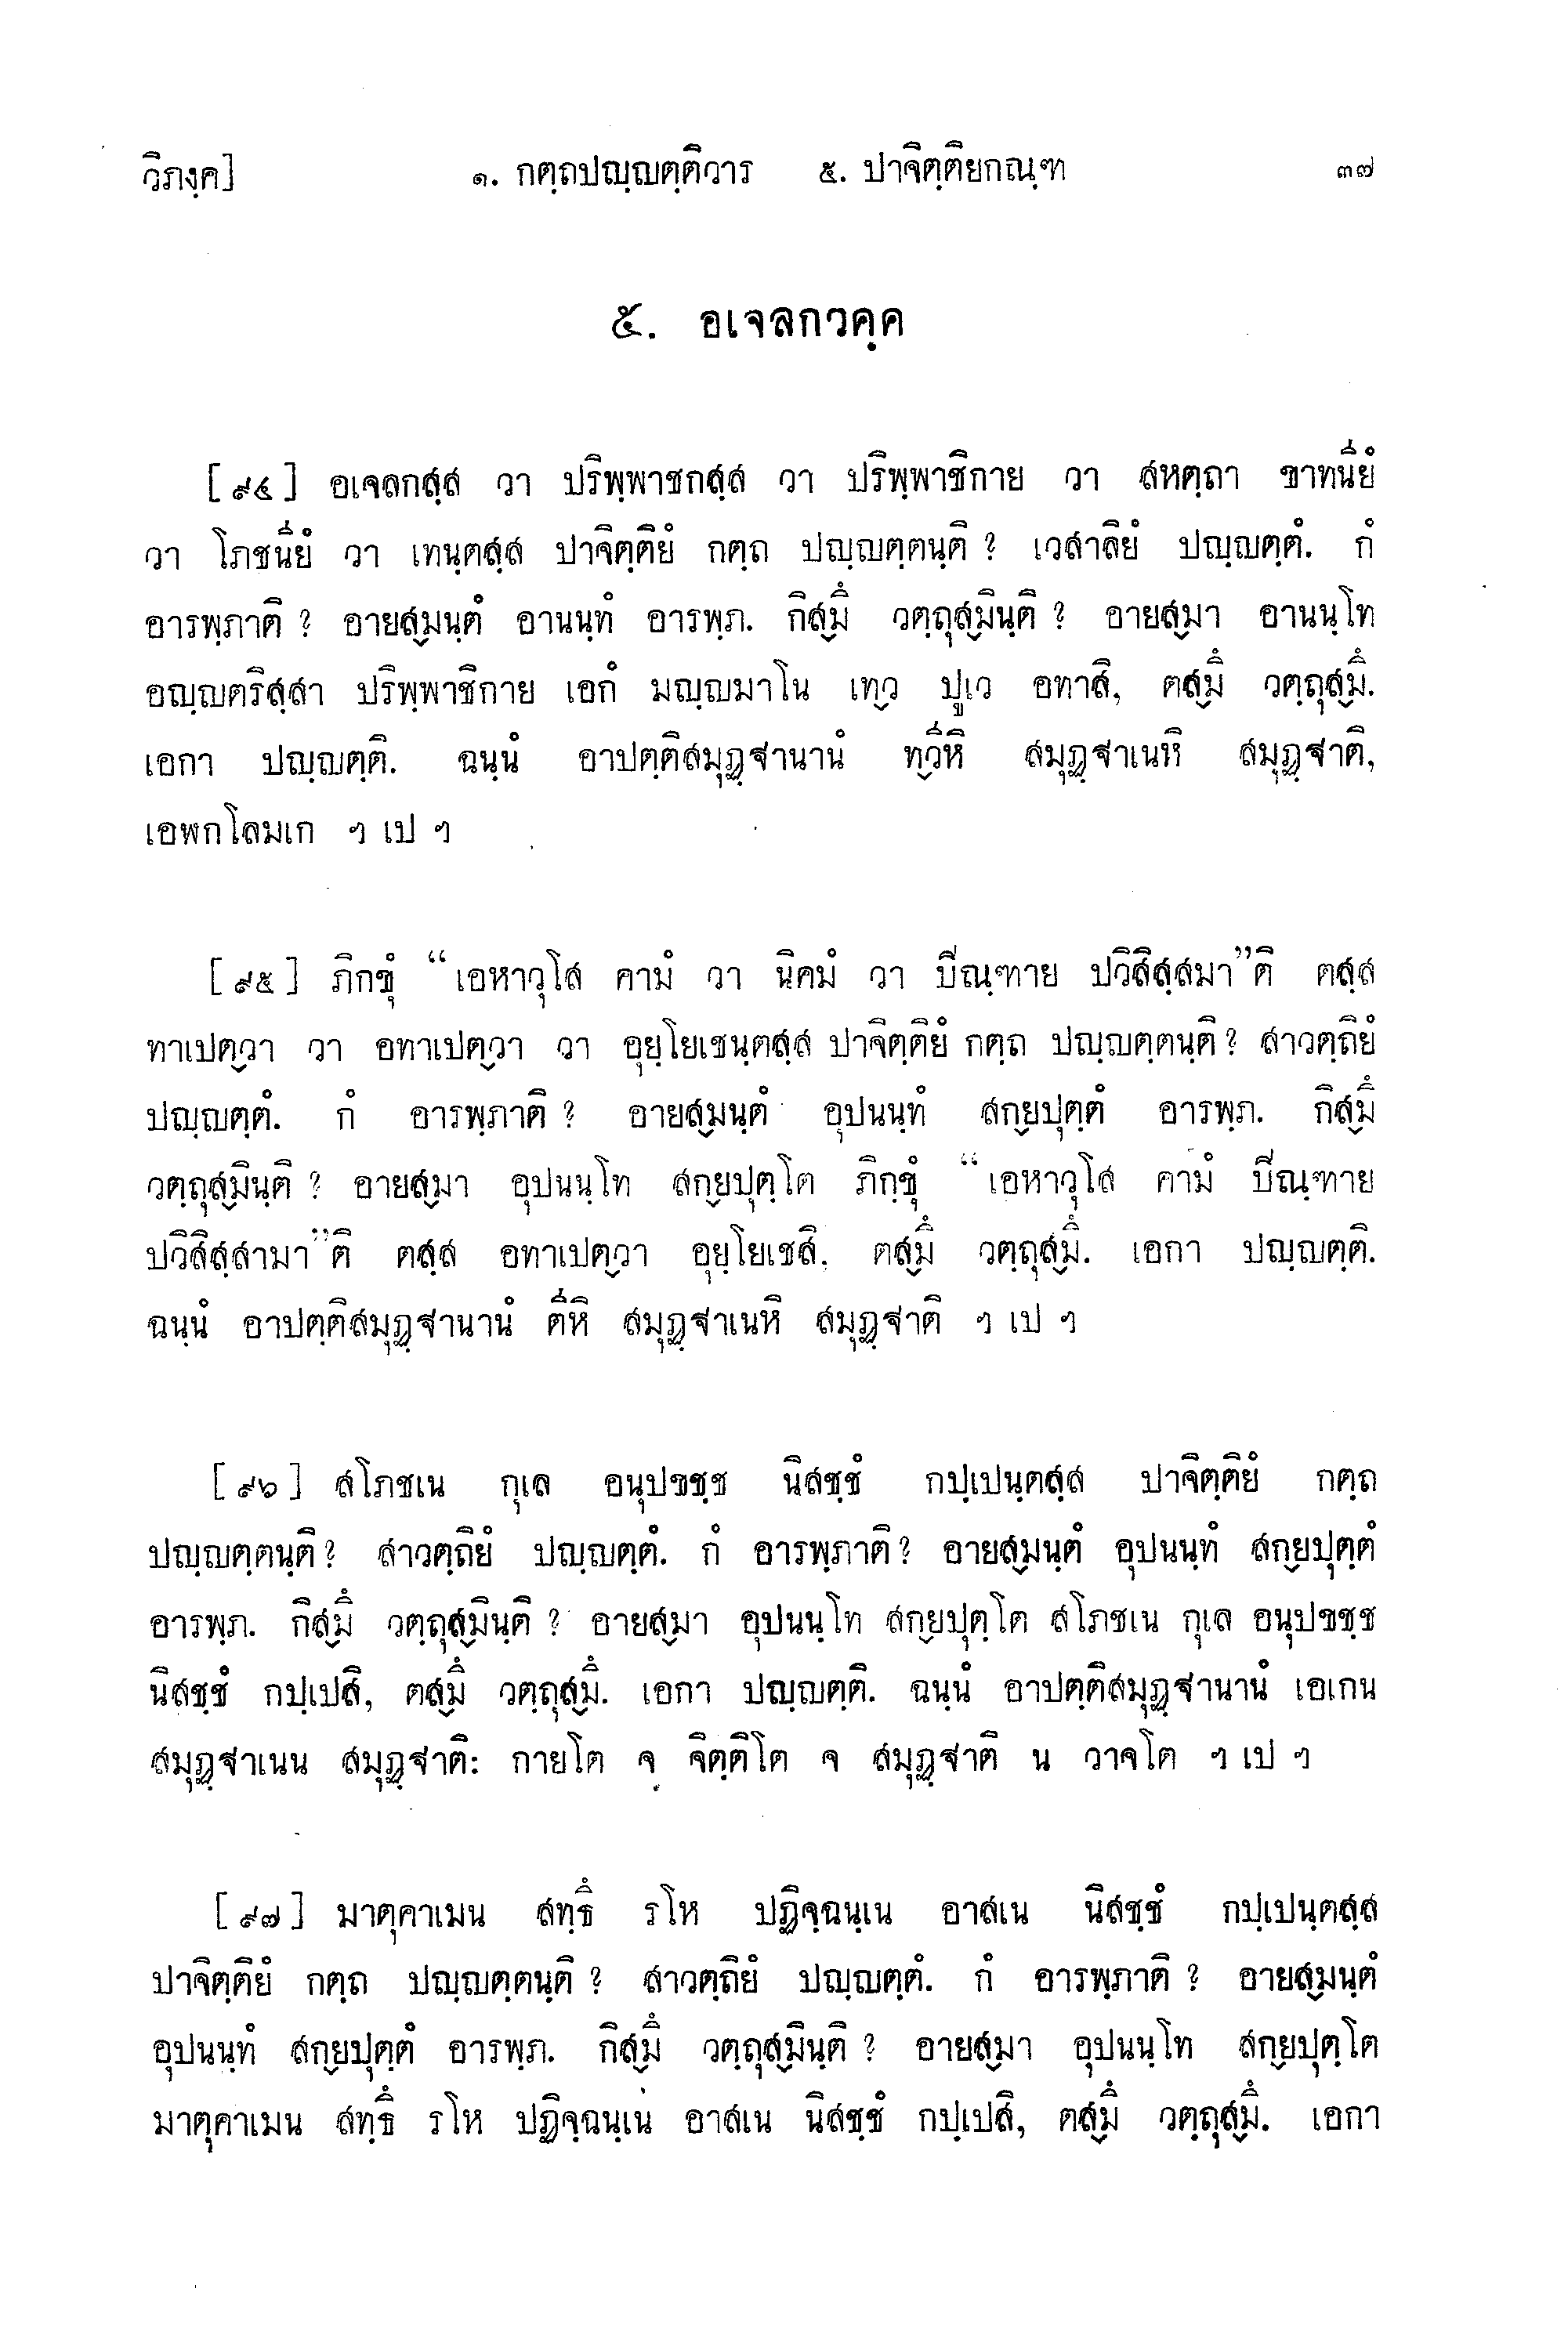 วิภงฺค]
๑. กตฺถปญฺญตฺติวาร ๕. ปาจิตฺติยกณฺฑ
๓๗
๕. อเจลกวคฺค
[๙๔] อเจลกสฺส วา ปริพฺพาชกสฺส วา ปริพฺพาชิกาย วา สหตฺถา ขาทนียํ
วา โภชนียํ วา เทนฺตสฺส ปาจิตฺติยํ กตฺถ ปญฺญตฺตนฺติ ? เวสาลิยํ ปญฺญตฺตํ. กํ
อารพฺภาติ ? อายสฺมนฺตํ อานนฺทํ อารพฺภ. กิสฺมิํ วตฺถุสฺมินฺติ ? อายสฺมา อานนฺโท
อญฺญตริสฺสา ปริพฺพาชิกาย เอกํ มญฺญมาโน เทฺว ปูเว อทาสิ, ตสฺมิํ วตฺถุสฺมิํ.
เอกา ปญฺญตฺติ. ฉนฺนํ อาปตฺติสมุฏฺฐานานํ ทฺวีหิ สมุฏฺฐาเนหิ สมุฏฺฐาติ,
เอฬกโลมเก ฯ เป ฯ
[๙๕] ภิกขุํ “เอหาวุโส คามํ วา นิคมํ วา ปิณฺฑาย ปวิสิสฺสมา”ติ ตสฺส
ทาเปตฺวา วา อทาเปตฺวา วา อุยฺโยเชนฺตสฺส ปาจิตฺติยํ กตฺถ ปญฺญตฺตนฺติ ? สาวตฺถิยํ
ปญฺญตฺตํ. กํ อารพฺภาติ ? อายสฺมนฺตํ อุปนนฺทํ สกฺยปุตฺตํ อารพฺภ. กิสฺมิํ
วตฺถุสฺมินฺติ ? อายสฺมา อุปนนฺโท สกฺยปุตฺโต ภิกฺขุํ “เอหาวุโส คามํ ปิณฺฑาย
ปวิสิสฺสามา”ติ ตสฺส อทาเปตฺวา อุยฺโยเชสิ. ตสฺมิํ วตฺถุสฺมิํ. เอกา ปญฺญตฺติ.
ฉนฺนํ อาปตฺติสมุฏฺฐานานํ ตีหิ สมุฏฺฐาเนหิ สมุฏฺฐาติ ฯ เป ฯ
[๙๖] สโภชเน กุเล อนุปขชฺช นิสชฺชํ กปฺเปนฺตสฺส ปาจิตฺติยํ กตฺถ
ปญฺญตฺตนฺติ ? สาวตฺถิยํ ปญฺญตฺตํ. กํ อารพฺภาติ ? อายสฺมนฺตํ อุปนนฺทํ สกฺยปุตฺตํ
อารพฺภ. กิสฺมิํ วตฺถุสฺมินฺติ ? อายสฺมา อุปนนฺโท สกฺยปุตฺโต สโภชเน กุเล อนุปขชฺช
นิสชฺชํ กปฺเปสิ, ตสฺมิํ วตฺถุสฺมิํ. เอกา ปญฺญตฺติ. ฉนฺนํ อาปตฺติสมุฏฺฐานานํ เอเกน
สมุฏฺฐาเนน สมุฏฺฐาติ: กายโต จ จิตฺติโต จ สมุฏฺฐาติ น วาจโต ฯ เป ฯ
[๙๗] มาตุคาเมน สทฺธิํ รโห ปฏิจฺฉนฺเน อาสเน นิสชฺชํ กปฺเปนฺตสฺส
ปาจิตฺติยํ กตฺถ ปญฺญตฺตนฺติ ? สาวตฺถิยํ ปญฺญตฺตํ. กํ อารพฺภาติ ? อายสฺมนฺตํ
อุปนนฺทํ สกฺยปุตฺตํ อารพฺภ. กิสฺมิํ วตฺถุสฺมินฺติ ? อายสฺมา อุปนนฺโท สกฺยปุตฺโต
มาตุคาเมน สทฺธิํ รโห ปฏิจฺฉนฺเน อาสเน นิสชฺชํ กปฺเปสิ, ตสฺมิํ วตฺถุสฺมิํ. เอกา